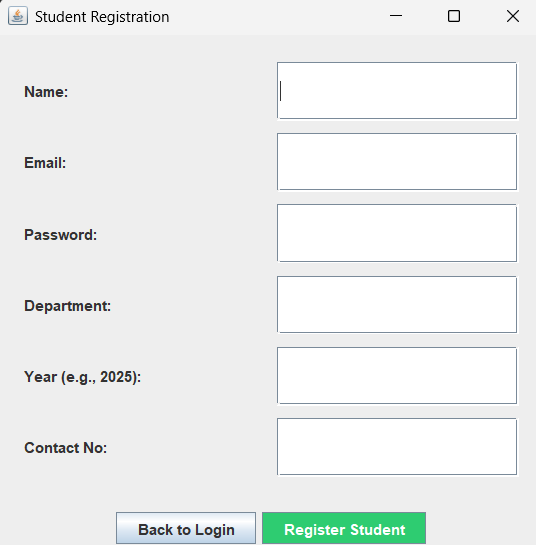 Student Registration
Name:
Email:
Password:
Department:
Year (e.g., 2025):
Contact No:
Back to Login
Register Student